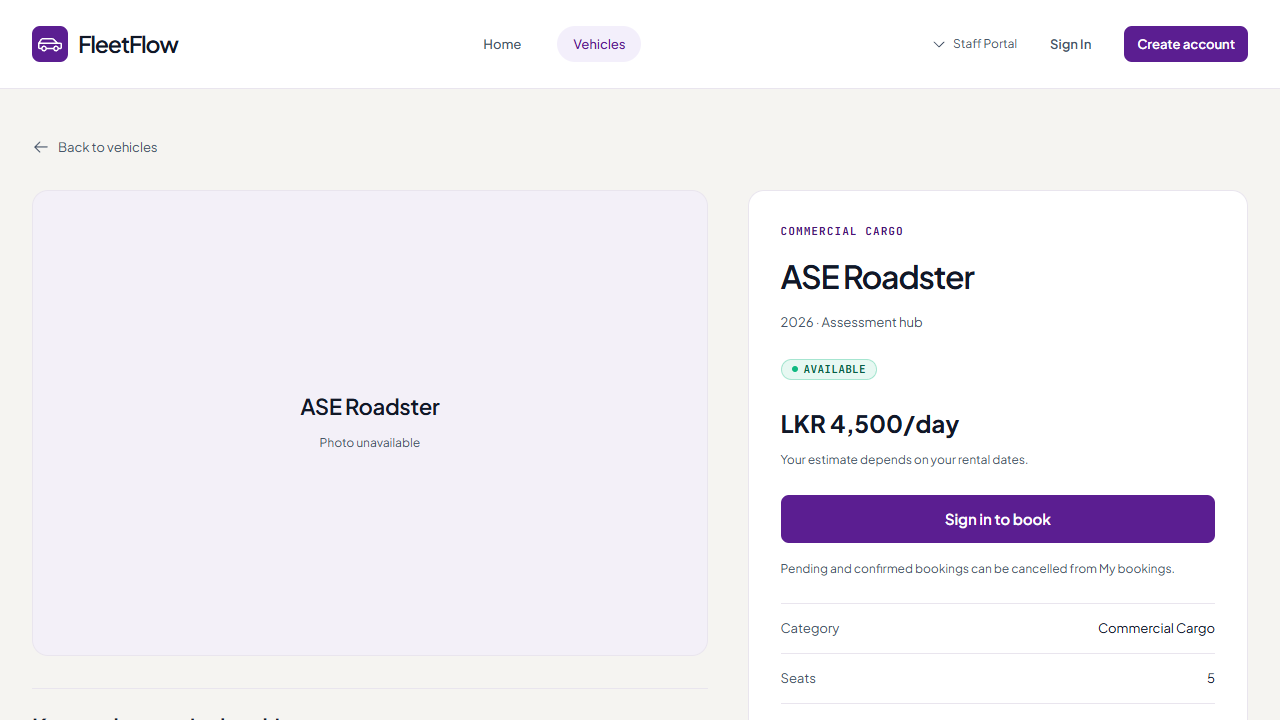 FleetFlow
Home
Vehicles
Staff Portal
Sign In
Create account
Back to vehicles
ASE Roadster
Photo unavailable
COMMERCIAL CARGO
ASE Roadster
2026 · Assessment hub
AVAILABLE
LKR 4,500/day
Your estimate depends on your rental dates.
Sign in to book
Pending and confirmed bookings can be cancelled from My bookings.
Category
Commercial Cargo
Seats
5